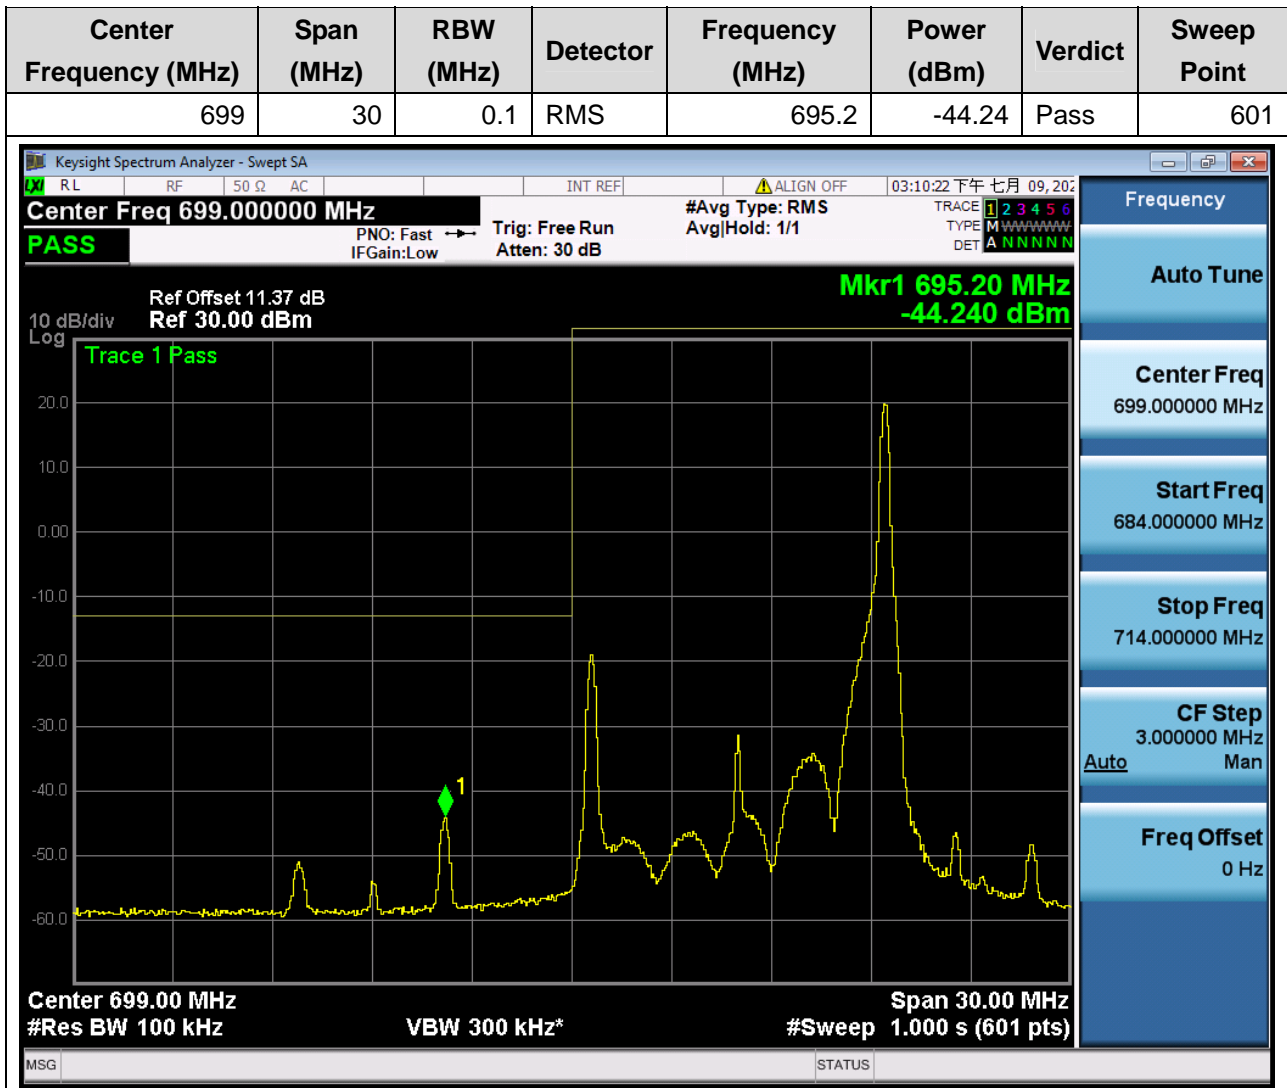 Center Frequency (MHz) Span (MHz) RBW (MHz) Detector Frequency (MHz) Power (dBm) Verdict Sweep Point
699 30 0.1 RMS 695.2 -44.24 Pass 601
Keysight Spectrum Analyzer - Swept SA
LXI RL RF 50 Ω AC INT REF ALIGN OFF 03:10:22 下午 七月 09, 202
Center Freq 699.000000 MHz
PASS
PNO: Fast
IFGain:Low
Trig: Free Run
Atten: 30 dB
#Avg Type: RMS
Avg|Hold: 1/1
TRACE 1 2 3 4 5 6
TYPE M WWWWW
DET A N N N N N
Mkr1 695.20 MHz
-44.240 dBm
Ref Offset 11.37 dB
10 dB/div Ref 30.00 dBm
Log
Trace 1 Pass
20.0
10.0
0.00
-10.0
-20.0
-30.0
-40.0
-50.0
-60.0
1
Center 699.00 MHz Span 30.00 MHz
#Res BW 100 kHz VBW 300 kHz* #Sweep 1.000 s (601 pts)
MSG STATUS
Frequency
Auto Tune
Center Freq
699.000000 MHz
Start Freq
684.000000 MHz
Stop Freq
714.000000 MHz
CF Step
3.000000 MHz
Auto Man
Freq Offset
0 Hz